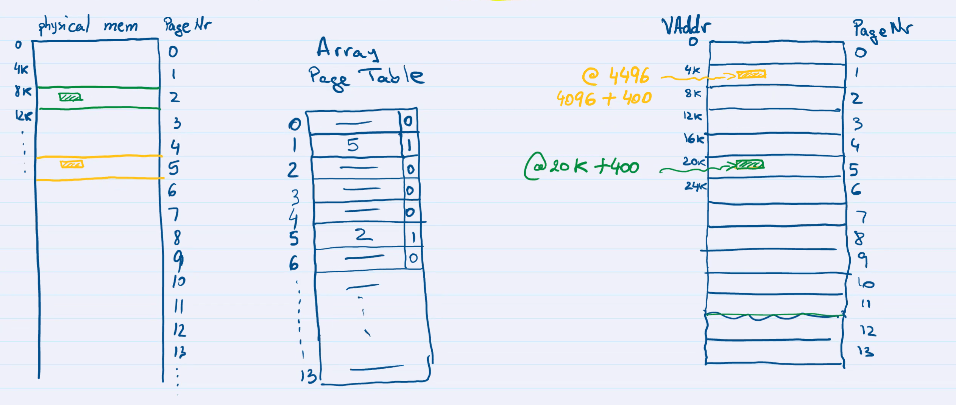 physical mem
Page Nr
0
4K
8K
12K
0
1
2
3
4
5
6
7
8
9
10
11
12
13
Array
Page Table
0 — 0
1 5 1
2 — 0
3 — 0
4 — 0
5 2 1
6 — 0
13 —
VAddr
Page Nr
0
4K
8K
12K
16K
20K
24K
@ 4496
4096 + 400
@20K + 400
0
1
2
3
4
5
6
7
8
9
10
11
12
13